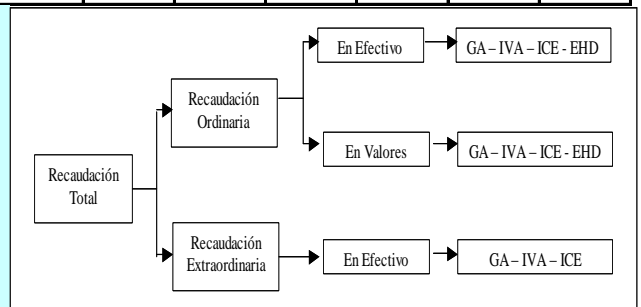 En Efectivo
GA – IVA – ICE - EHD
Recaudación
Ordinaria
En Valores
GA – IVA – ICE - EHD
Recaudación
Total
Recaudación
Extraordinaria
En Efectivo
GA – IVA – ICE